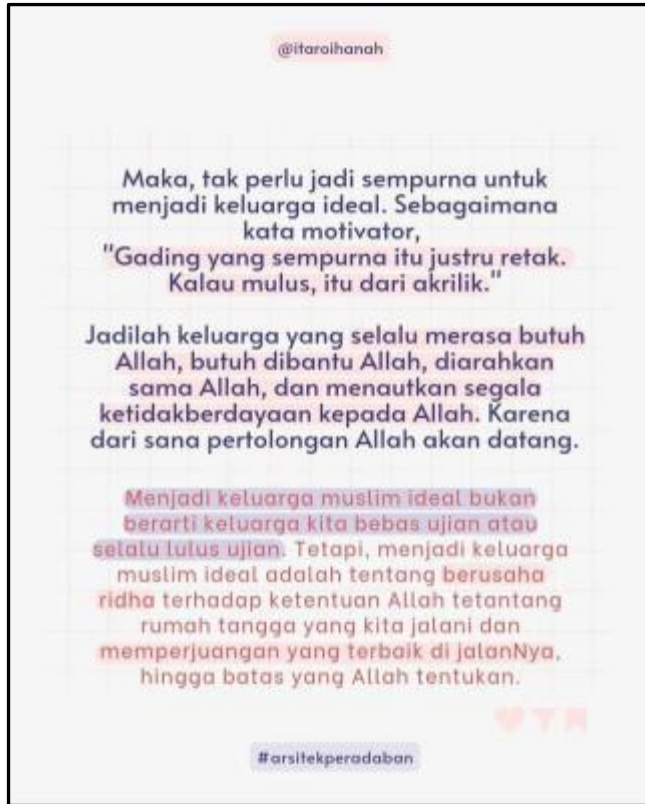 @itaroihanah
Maka, tak perlu jadi sempurna untuk
menjadi keluarga ideal. Sebagaimana
kata motivator,
"Gading yang sempurna itu justru retak.
Kalau mulus, itu dari akrilik."
Jadilah keluarga yang selalu merasa butuh
Allah, butuh dibantu Allah, diarahkan
sama Allah, dan menautkan segala
ketidakberdayaan kepada Allah. Karena
dari sana pertolongan Allah akan datang.
Menjadi keluarga muslim ideal bukan
berarti keluarga kita bebas ujian atau
selalu lulus ujian. Tetapi, menjadi keluarga
muslim ideal adalah tentang berusaha
ridha terhadap ketentuan Allah tetantang
rumah tangga yang kita jalani dan
memperjuangan yang terbaik di jalanNya,
hingga batas yang Allah tentukan.
#arsitekperadaban